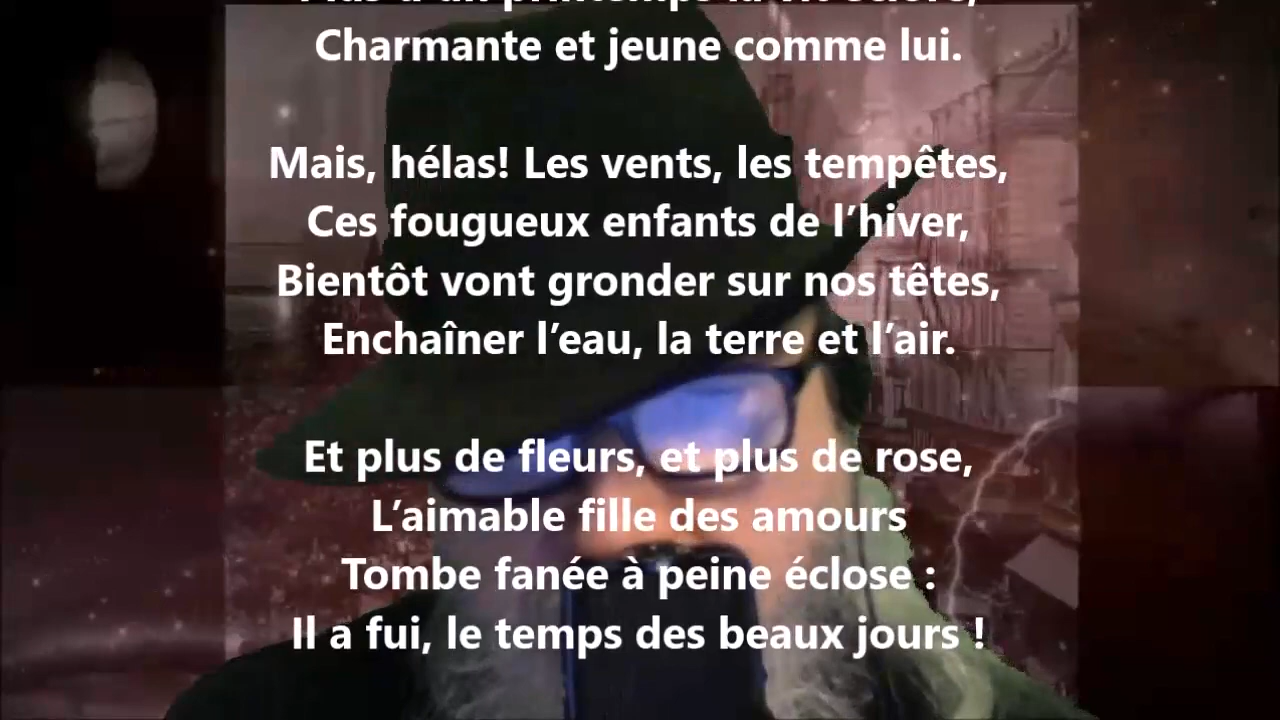 Charmante et jeune comme lui.
Mais, hélas! Les vents, les tempêtes,
Ces fougueux enfants de l’hiver,
Bientôt vont gronder sur nos têtes,
Enchaîner l’eau, la terre et l’air.
Et plus de fleurs, et plus de rose,
L’aimable fille des amours
Tombe fanée à peine éclose :
Il a fui, le temps des beaux jours !